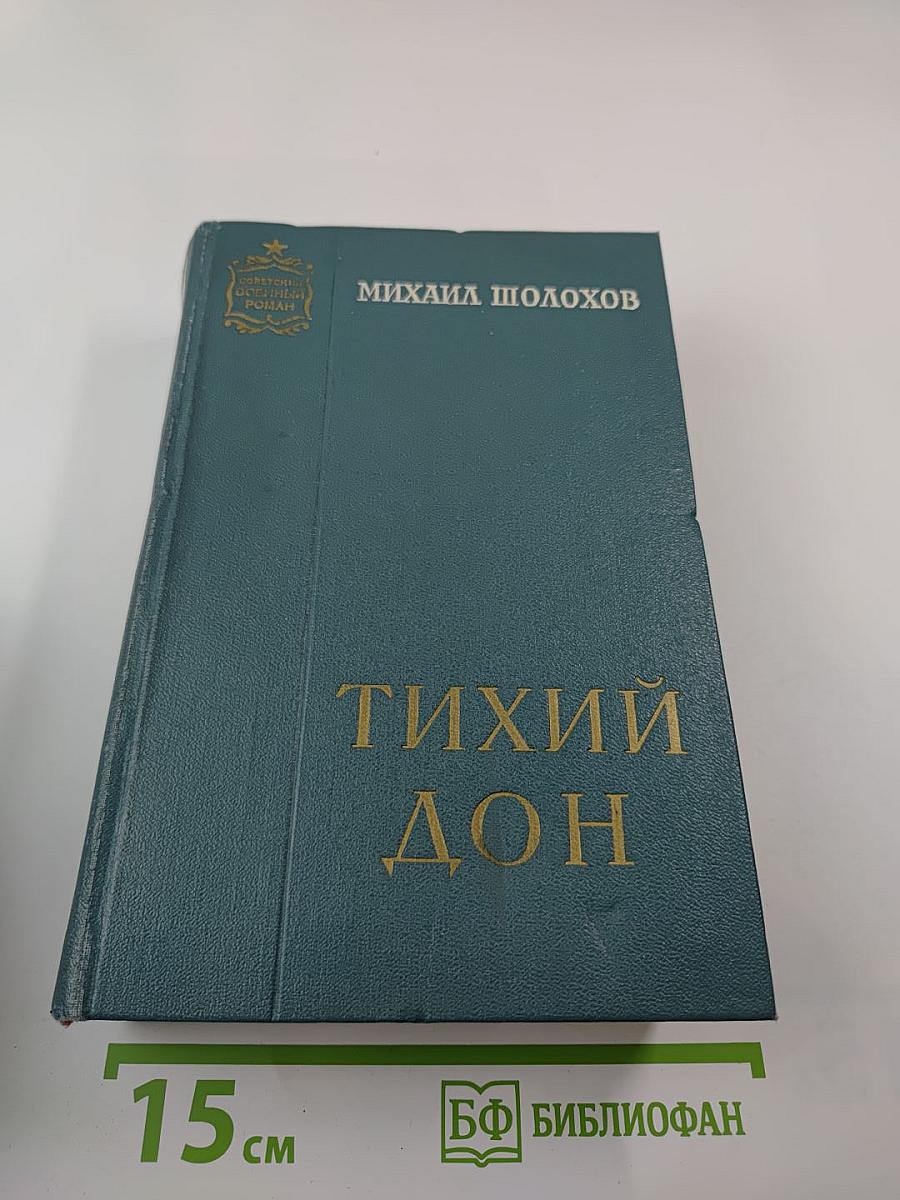 СОВЕТСКИЙ
ВОЕННЫЙ
РОМАН
МИХАИЛ ШОЛОХОВ
ТИХИЙ
ДОН
15 см
БФ БИБЛИОФАН